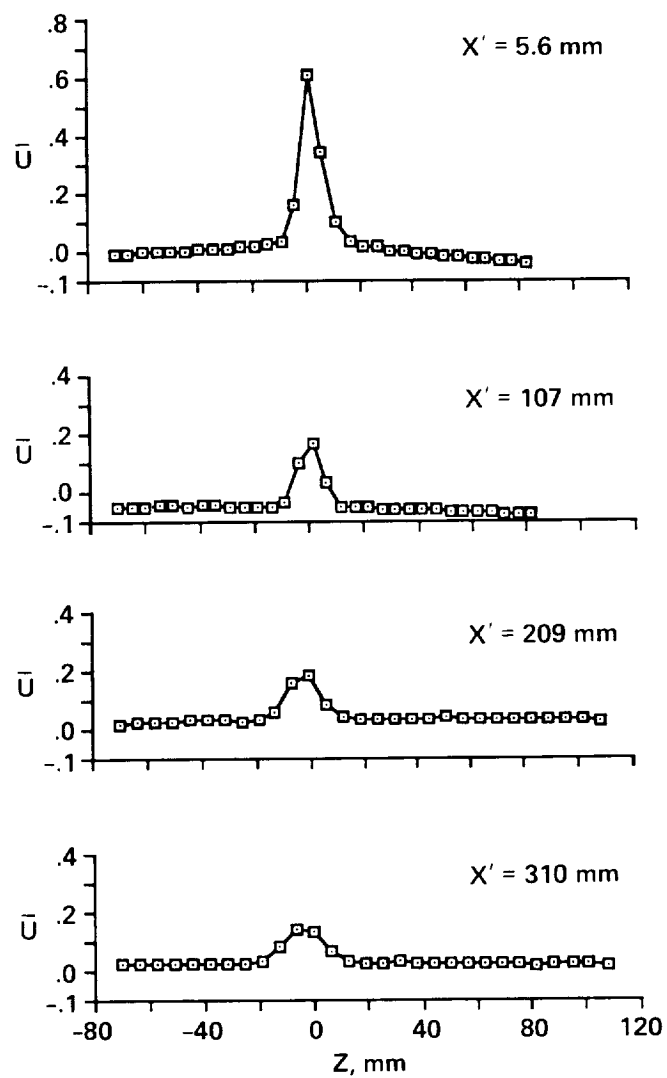 .8
X′ = 5.6 mm
.6
.4
Ū
.2
.0
–.1
.4
X′ = 107 mm
.2
Ū
.0
–.1
.4
X′ = 209 mm
.2
Ū
.0
–.1
.4
X′ = 310 mm
.2
Ū
.0
–.1
–80 –40 0 40 80 120
Z, mm